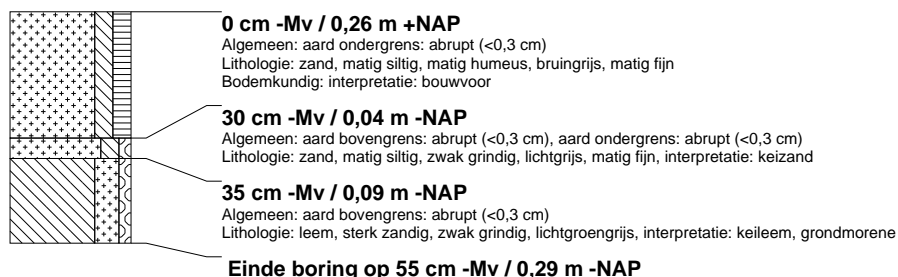 0 cm -Mv / 0,26 m +NAP
Algemeen: aard ondergrens: abrupt (<0,3 cm)
Lithologie: zand, matig siltig, matig humeus, bruingrijs, matig fijn
Bodemkundig: interpretatie: bouwvoor
30 cm -Mv / 0,04 m -NAP
Algemeen: aard bovengrens: abrupt (<0,3 cm), aard ondergrens: abrupt (<0,3 cm)
Lithologie: zand, matig siltig, zwak grindig, lichtgrijs, matig fijn, interpretatie: keizand
35 cm -Mv / 0,09 m -NAP
Algemeen: aard bovengrens: abrupt (<0,3 cm)
Lithologie: leem, sterk zandig, zwak grindig, lichtgroengrijs, interpretatie: keileem, grondmorene
Einde boring op 55 cm -Mv / 0,29 m -NAP